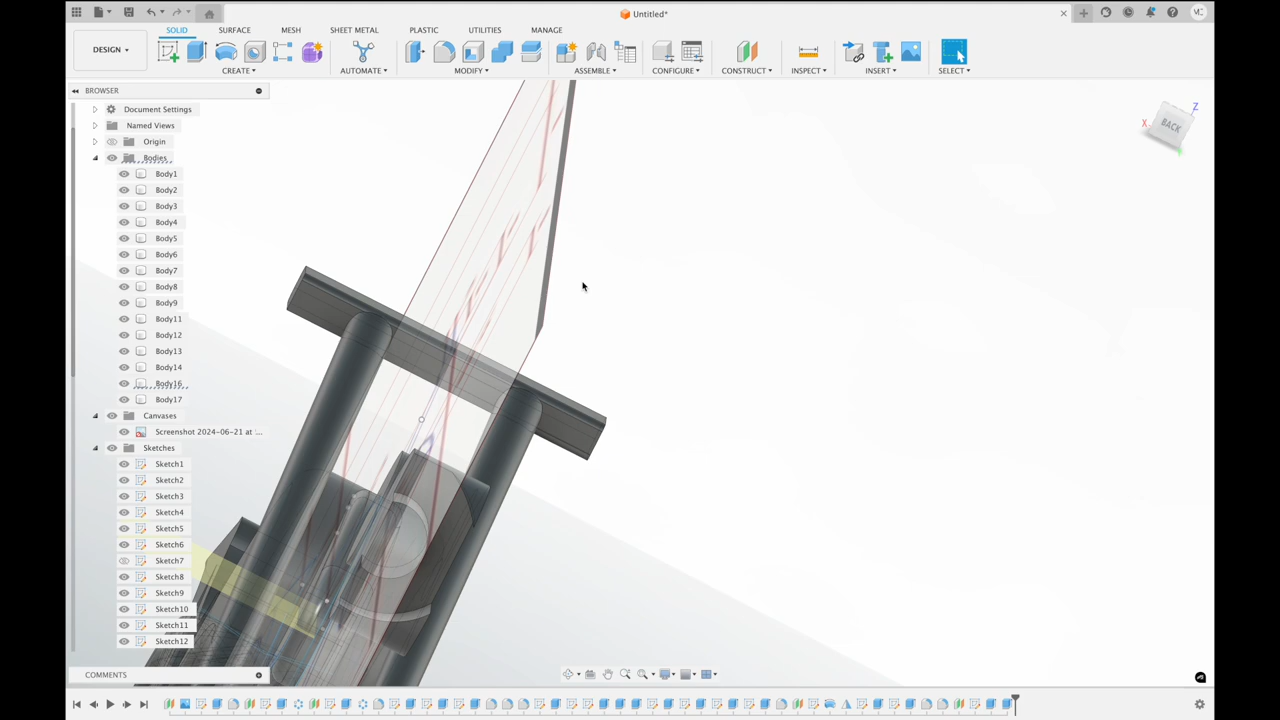 Untitled*
MC
DESIGN
SOLID SURFACE MESH SHEET METAL PLASTIC UTILITIES MANAGE
CREATE AUTOMATE MODIFY ASSEMBLE CONFIGURE CONSTRUCT INSPECT INSERT SELECT
BROWSER
Document Settings
Named Views
Origin
Bodies
Body1
Body2
Body3
Body4
Body5
Body6
Body7
Body8
Body9
Body11
Body12
Body13
Body14
Body16
Body17
Canvases
Screenshot 2024-06-21 at :...
Sketches
Sketch1
Sketch2
Sketch3
Sketch4
Sketch5
Sketch6
Sketch7
Sketch8
Sketch9
Sketch10
Sketch11
Sketch12
Z
X
BACK
COMMENTS